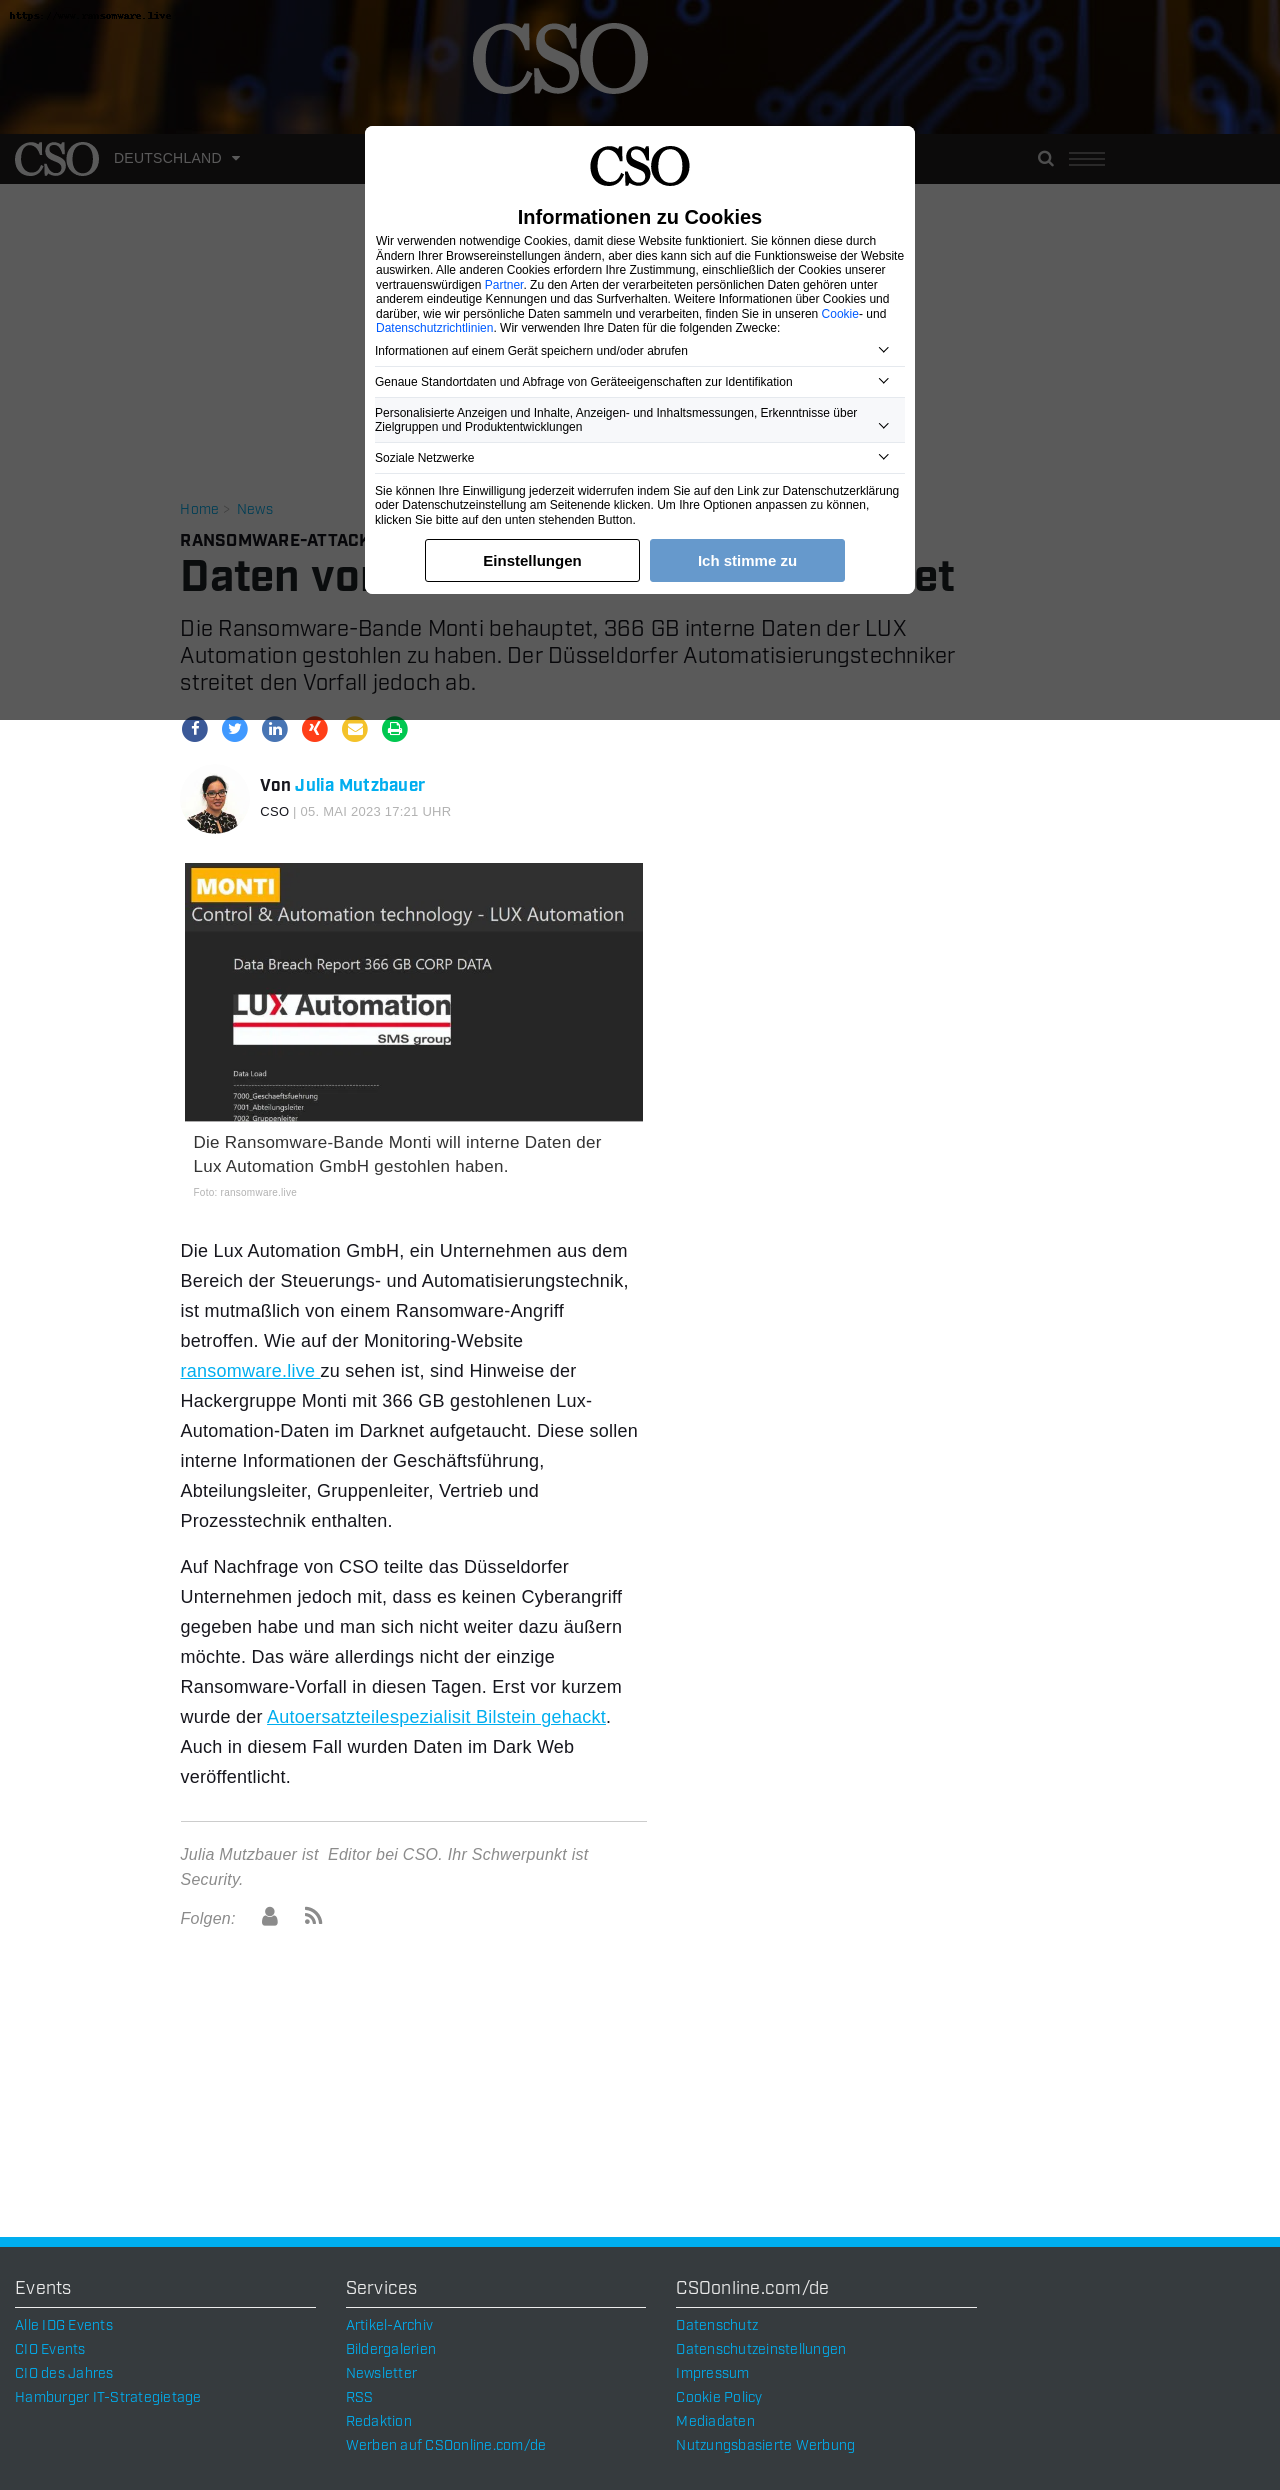 CSO
CSO DEUTSCHLAND
CSO
Informationen zu Cookies
Wir verwenden notwendige Cookies, damit diese Website funktioniert. Sie können diese durch
Ändern Ihrer Browsereinstellungen ändern, aber dies kann sich auf die Funktionsweise der Website
auswirken. Alle anderen Cookies erfordern Ihre Zustimmung, einschließlich der Cookies unserer
vertrauenswürdigen Partner. Zu den Arten der verarbeiteten persönlichen Daten gehören unter
anderem eindeutige Kennungen und das Surfverhalten. Weitere Informationen über Cookies und
darüber, wie wir persönliche Daten sammeln und verarbeiten, finden Sie in unseren Cookie- und
Datenschutzrichtlinien. Wir verwenden Ihre Daten für die folgenden Zwecke:
Informationen auf einem Gerät speichern und/oder abrufen
Genaue Standortdaten und Abfrage von Geräteeigenschaften zur Identifikation
Personalisierte Anzeigen und Inhalte, Anzeigen- und Inhaltsmessungen, Erkenntnisse über
Zielgruppen und Produktentwicklungen
Soziale Netzwerke
Sie können Ihre Einwilligung jederzeit widerrufen indem Sie auf den Link zur Datenschutzerklärung
oder Datenschutzeinstellung am Seitenende klicken. Um Ihre Optionen anpassen zu können,
klicken Sie bitte auf den unten stehenden Button.
Einstellungen Ich stimme zu
Home > News
RANSOMWARE-ATTACK
Daten
Die Ransomware-Bande Monti behauptet, 366 GB interne Daten der LUX
Automation gestohlen zu haben. Der Düsseldorfer Automatisierungstechniker
streitet den Vorfall jedoch ab.
Von Julia Mutzbauer
CSO | 05. MAI 2023 17:21 UHR
MONTI
Control & Automation technology - LUX Automation
Data Breach Report 366 GB CORP DATA
LUX Automation
SMS group
Data Load
7000_Geschaeftsfuehrung
7001_Abteilungsleiter
7002_Gruppenleiter
Die Ransomware-Bande Monti will interne Daten der
Lux Automation GmbH gestohlen haben.
Foto: ransomware.live
Die Lux Automation GmbH, ein Unternehmen aus dem
Bereich der Steuerungs- und Automatisierungstechnik,
ist mutmaßlich von einem Ransomware-Angriff
betroffen. Wie auf der Monitoring-Website
ransomware.live zu sehen ist, sind Hinweise der
Hackergruppe Monti mit 366 GB gestohlenen Lux-
Automation-Daten im Darknet aufgetaucht. Diese sollen
interne Informationen der Geschäftsführung,
Abteilungsleiter, Gruppenleiter, Vertrieb und
Prozesstechnik enthalten.
Auf Nachfrage von CSO teilte das Düsseldorfer
Unternehmen jedoch mit, dass es keinen Cyberangriff
gegeben habe und man sich nicht weiter dazu äußern
möchte. Das wäre allerdings nicht der einzige
Ransomware-Vorfall in diesen Tagen. Erst vor kurzem
wurde der Autoersatzteilespezialisit Bilstein gehackt.
Auch in diesem Fall wurden Daten im Dark Web
veröffentlicht.
Julia Mutzbauer ist Editor bei CSO. Ihr Schwerpunkt ist
Security.
Folgen:
Events Services CSOonline.com/de
Alle IDG Events Artikel-Archiv Datenschutz
CIO Events Bildergalerien Datenschutzeinstellungen
CIO des Jahres Newsletter Impressum
Hamburger IT-Strategietage RSS Cookie Policy
Redaktion Mediadaten
Werben auf CSOonline.com/de Nutzungsbasierte Werbung